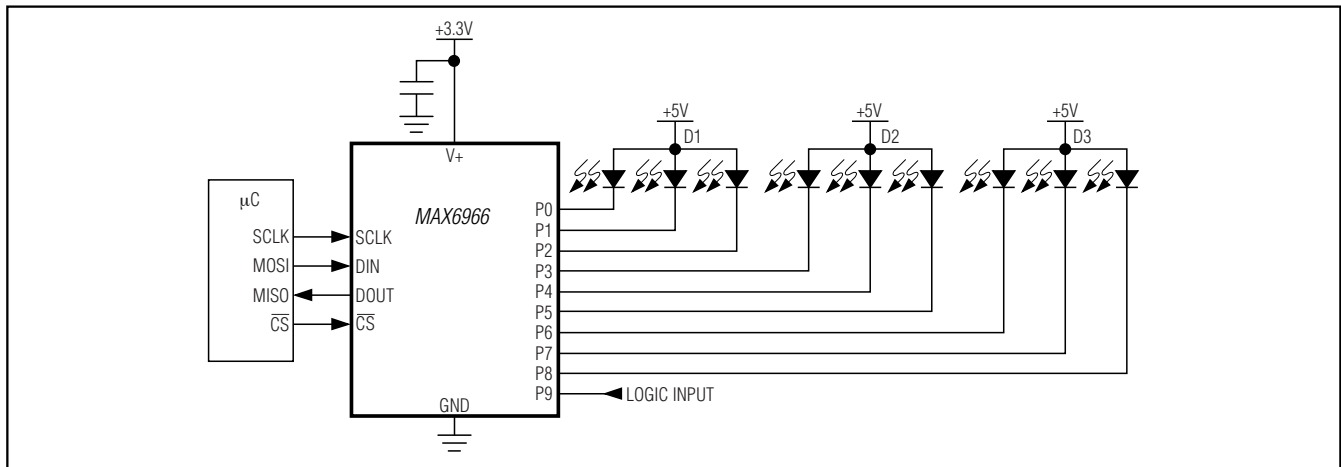 +3.3V
+5V
+5V
+5V
D1
D2
D3
V+
μC
MAX6966
P0
P1
P2
P3
P4
P5
P6
P7
P8
P9
SCLK
SCLK
MOSI
DIN
MISO
DOUT
CS
CS
LOGIC INPUT
GND